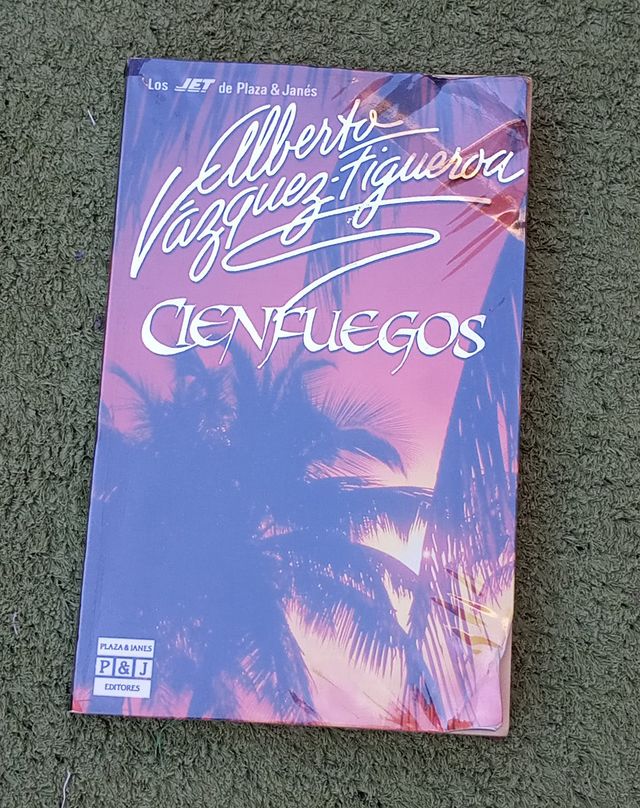 Los JET de Plaza & Janés
Alberto
Vázquez-Figueroa
CIENFUEGOS
PLAZA & JANES
P & J
EDITORES